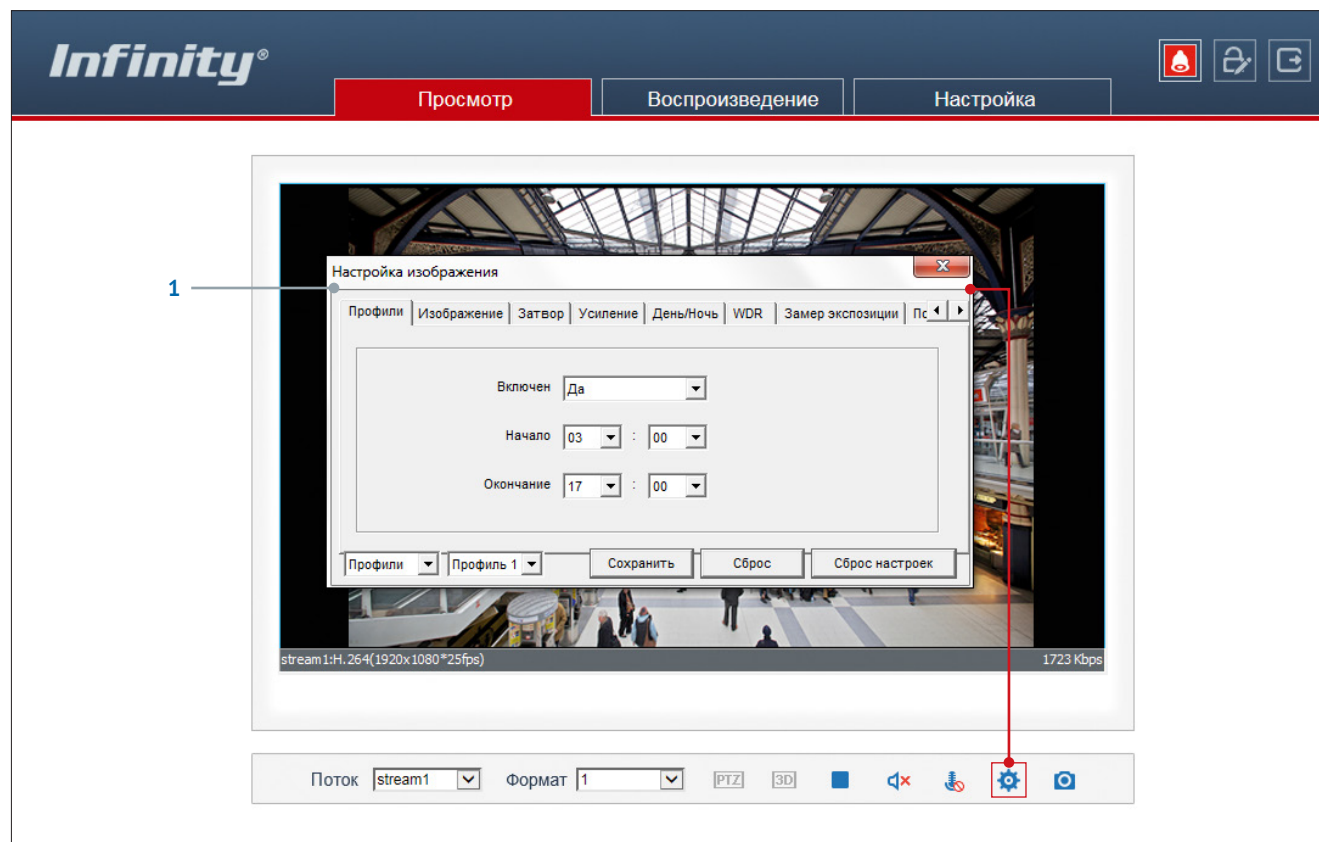 Infinity®
Просмотр Воспроизведение Настройка
Настройка изображения
1
Профили Изображение Затвор Усиление День/Ночь WDR Замер экспозиции Пс
Включен Да
Начало 03 : 00
Окончание 17 : 00
Профили Профиль 1 Сохранить Сброс Сброс настроек
stream1:H.264(1920x1080*25fps) 1723 Kbps
Поток stream1 Формат 1 PTZ 3D